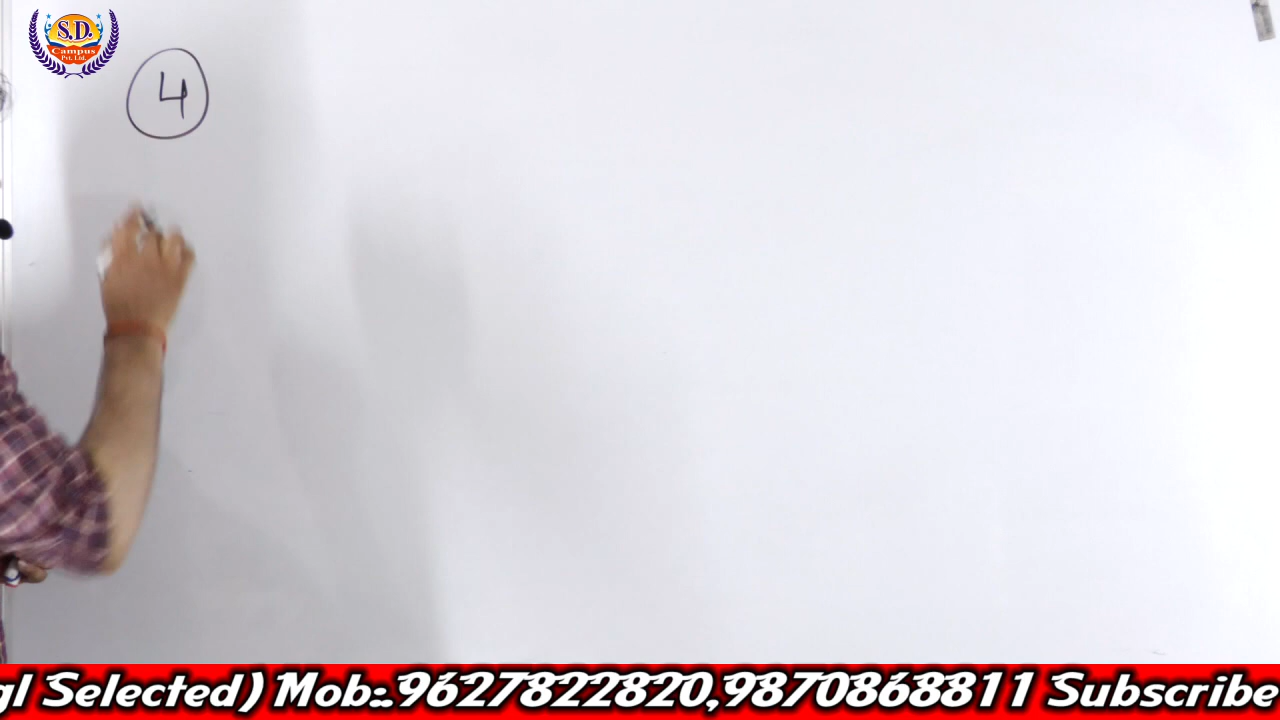 S.D.
Campus
Pvt. Ltd.
4
gl Selected) Mob:.9627822820,9870868811 Subscribe